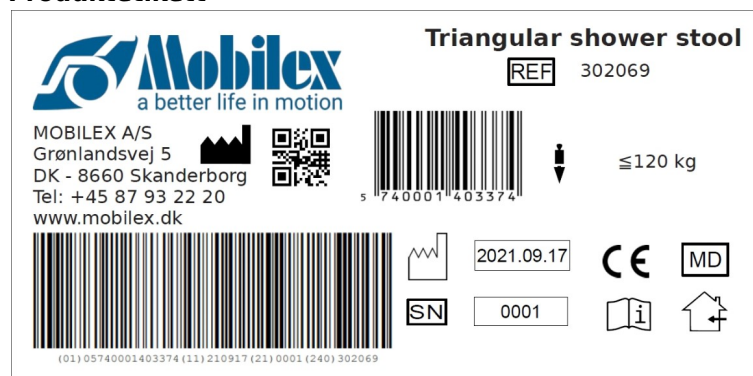 Mobilex
a better life in motion
Triangular shower stool
REF 302069
MOBILEX A/S
Grønlandsvej 5
DK - 8660 Skanderborg
Tel: +45 87 93 22 20
www.mobilex.dk
5 740001 403374
≦120 kg
2021.09.17
CE
MD
SN 0001
i
(01)05740001403374(11)210917(21)0001(240)302069